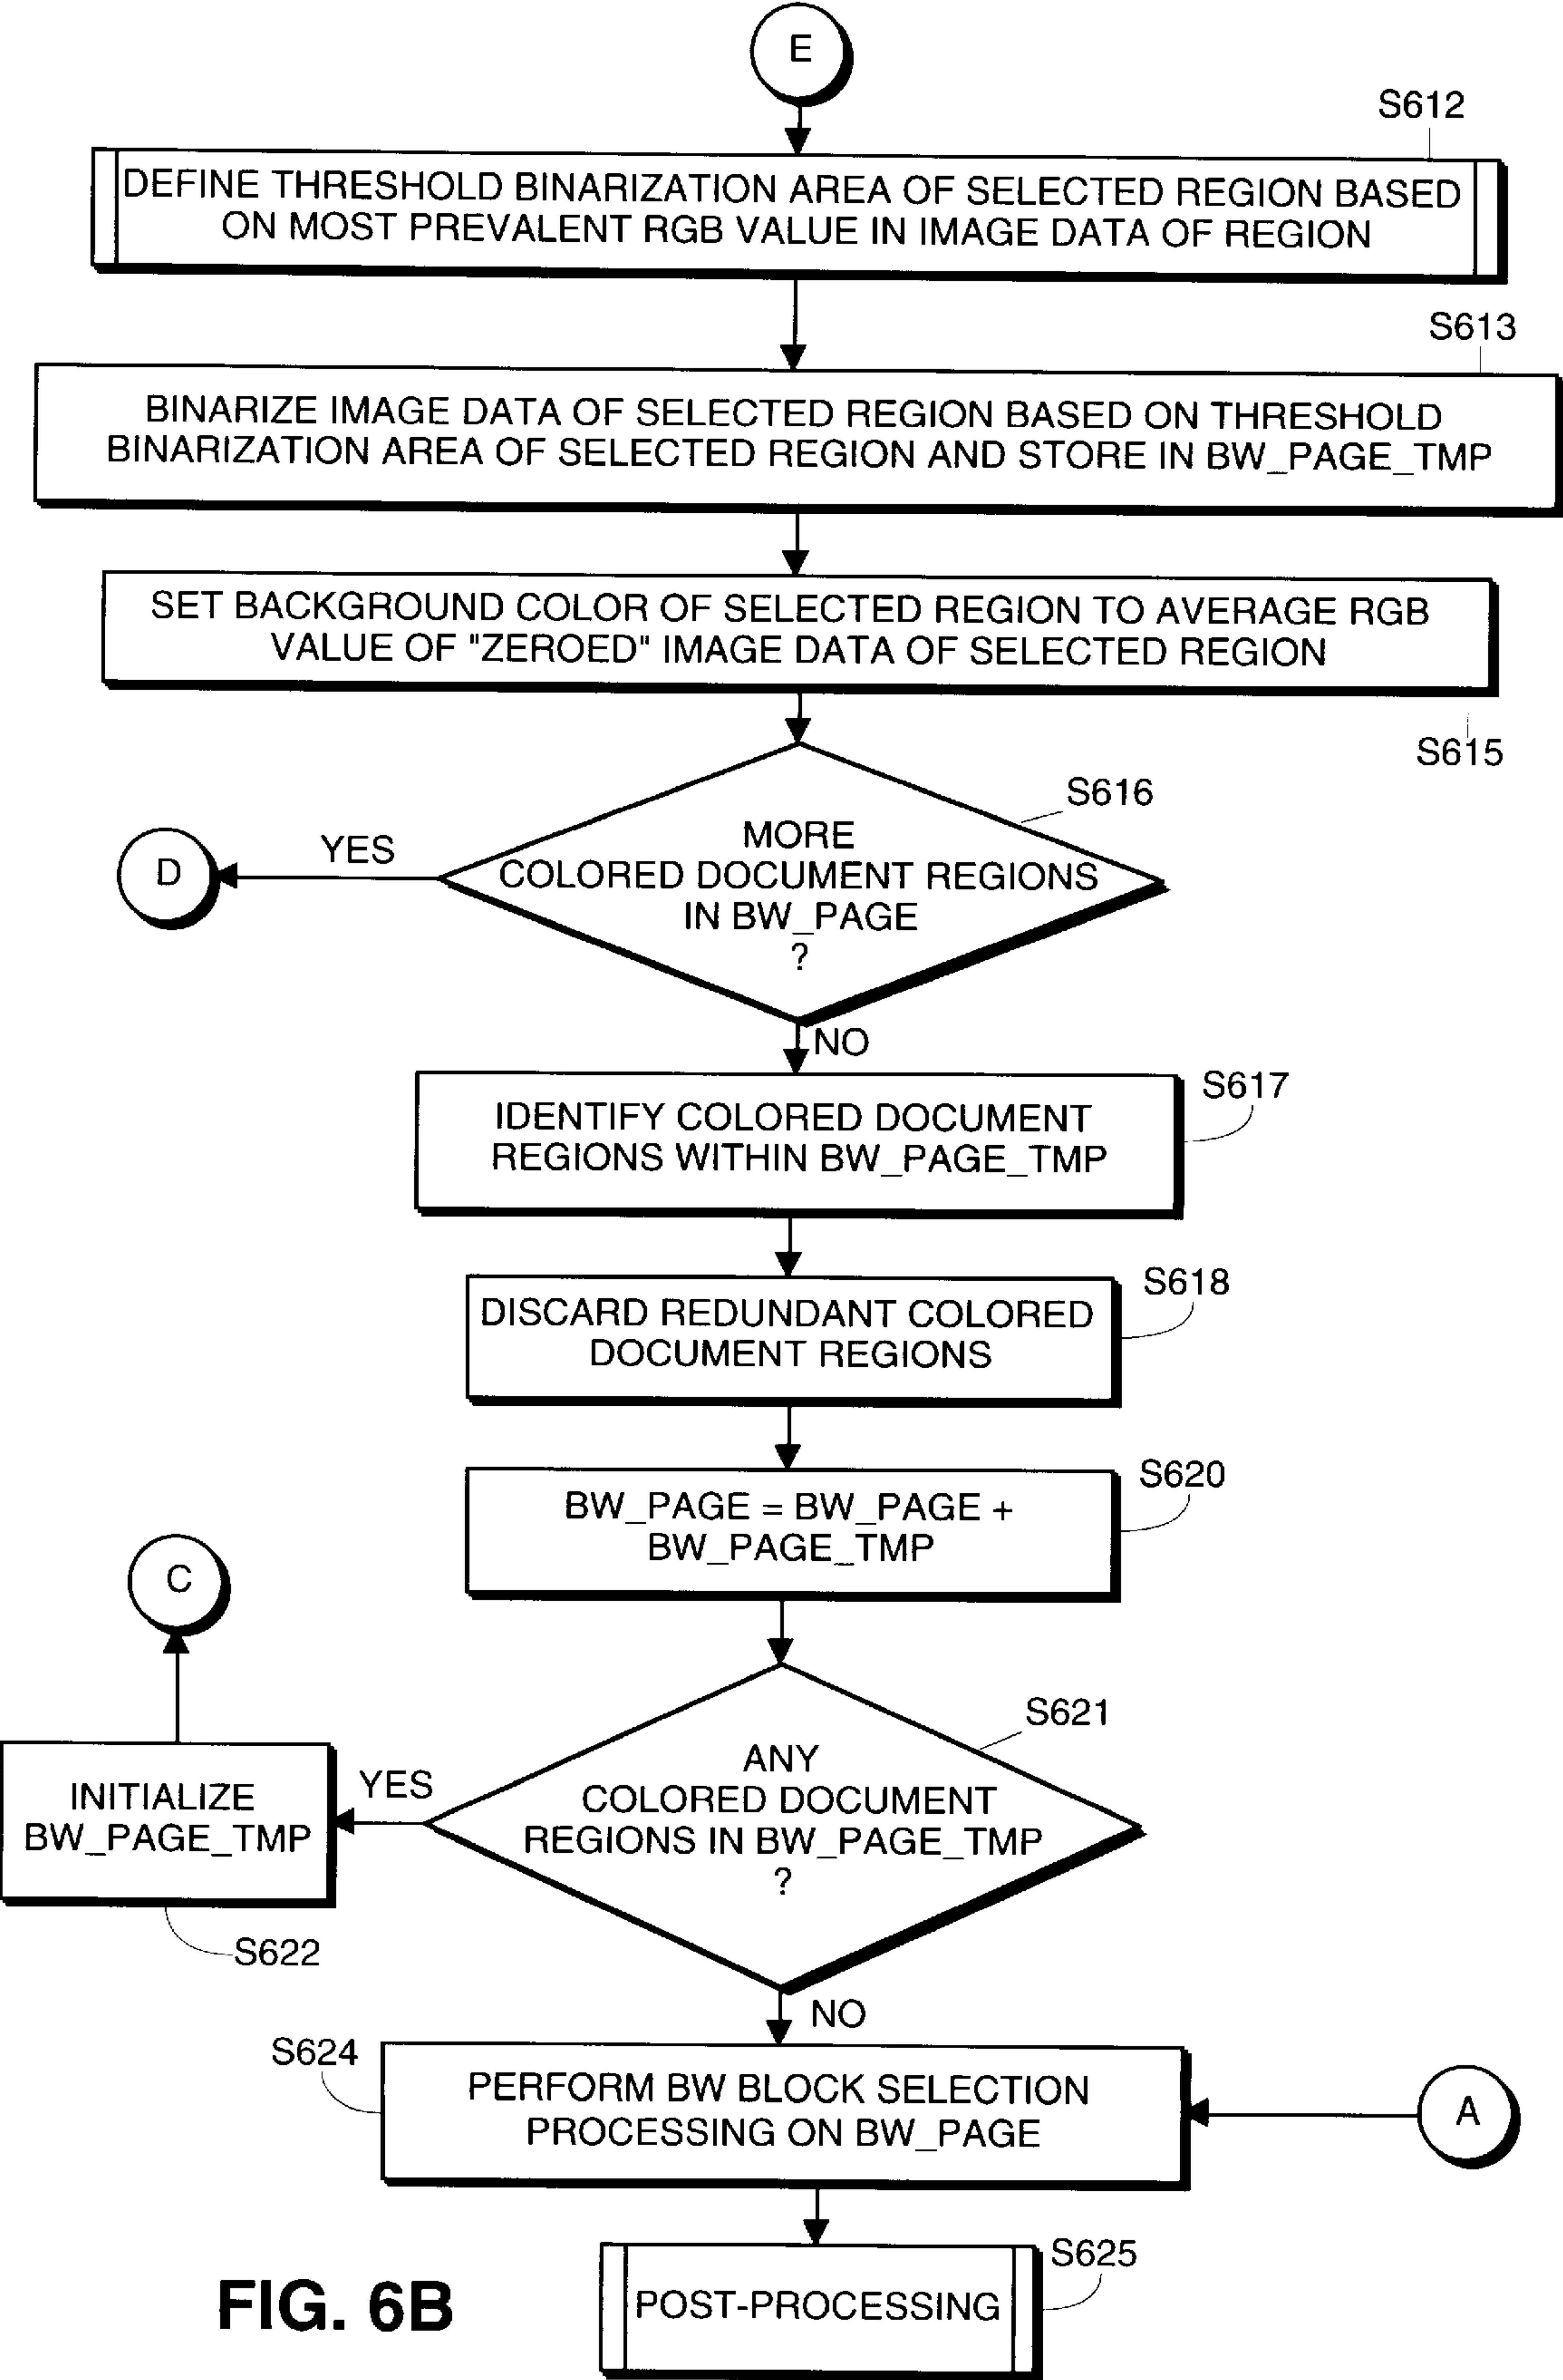 E
S612
DEFINE THRESHOLD BINARIZATION AREA OF SELECTED REGION BASED
ON MOST PREVALENT RGB VALUE IN IMAGE DATA OF REGION
S613
BINARIZE IMAGE DATA OF SELECTED REGION BASED ON THRESHOLD
BINARIZATION AREA OF SELECTED REGION AND STORE IN BW_PAGE_TMP
SET BACKGROUND COLOR OF SELECTED REGION TO AVERAGE RGB
VALUE OF "ZEROED" IMAGE DATA OF SELECTED REGION
S615
S616
MORE
COLORED DOCUMENT REGIONS
IN BW_PAGE
?
YES
D
NO
S617
IDENTIFY COLORED DOCUMENT
REGIONS WITHIN BW_PAGE_TMP
S618
DISCARD REDUNDANT COLORED
DOCUMENT REGIONS
S620
BW_PAGE = BW_PAGE +
BW_PAGE_TMP
C
S621
ANY
COLORED DOCUMENT
REGIONS IN BW_PAGE_TMP
?
YES
INITIALIZE
BW_PAGE_TMP
S622
NO
S624
PERFORM BW BLOCK SELECTION
PROCESSING ON BW_PAGE
A
S625
POST-PROCESSING
FIG. 6B